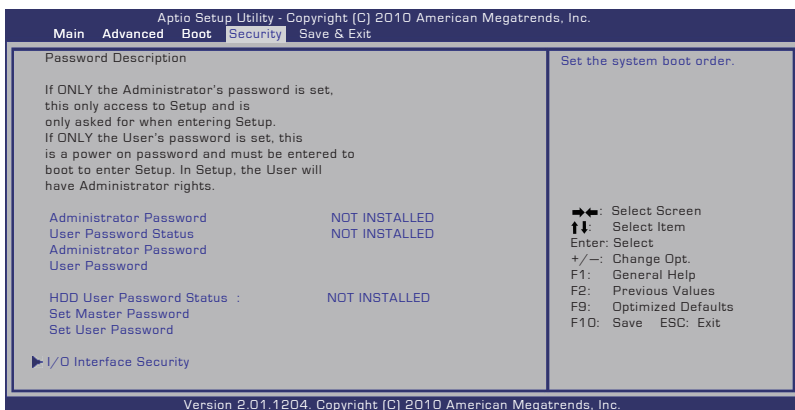 Aptio Setup Utility - Copyright (C) 2010 American Megatrends, Inc.
Main Advanced Boot Security Save & Exit
Password Description
If ONLY the Administrator's password is set,
this only access to Setup and is
only asked for when entering Setup.
If ONLY the User's password is set, this
is a power on password and must be entered to
boot to enter Setup. In Setup, the User will
have Administrator rights.
Administrator Password NOT INSTALLED
User Password Status NOT INSTALLED
Administrator Password
User Password
HDD User Password Status : NOT INSTALLED
Set Master Password
Set User Password
I/O Interface Security
Set the system boot order.
→←: Select Screen
↑↓: Select Item
Enter: Select
+/—: Change Opt.
F1: General Help
F2: Previous Values
F9: Optimized Defaults
F10: Save ESC: Exit
Version 2.01.1204. Copyright (C) 2010 American Megatrends, Inc.